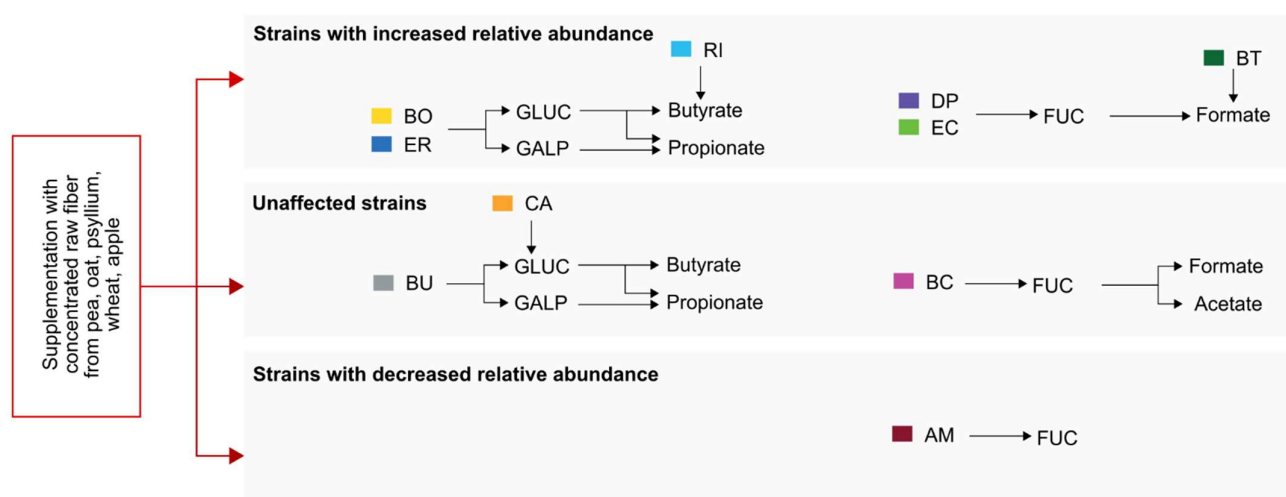 Supplementation with
concentrated raw fiber
from pea, oat, psyllium,
wheat, apple
Strains with increased relative abundance
RI
BT
BO
ER
GLUC
GALP
Butyrate
Propionate
DP
EC
FUC
Formate
Unaffected strains
CA
BU
GLUC
GALP
Butyrate
Propionate
BC
FUC
Formate
Acetate
Strains with decreased relative abundance
AM
FUC